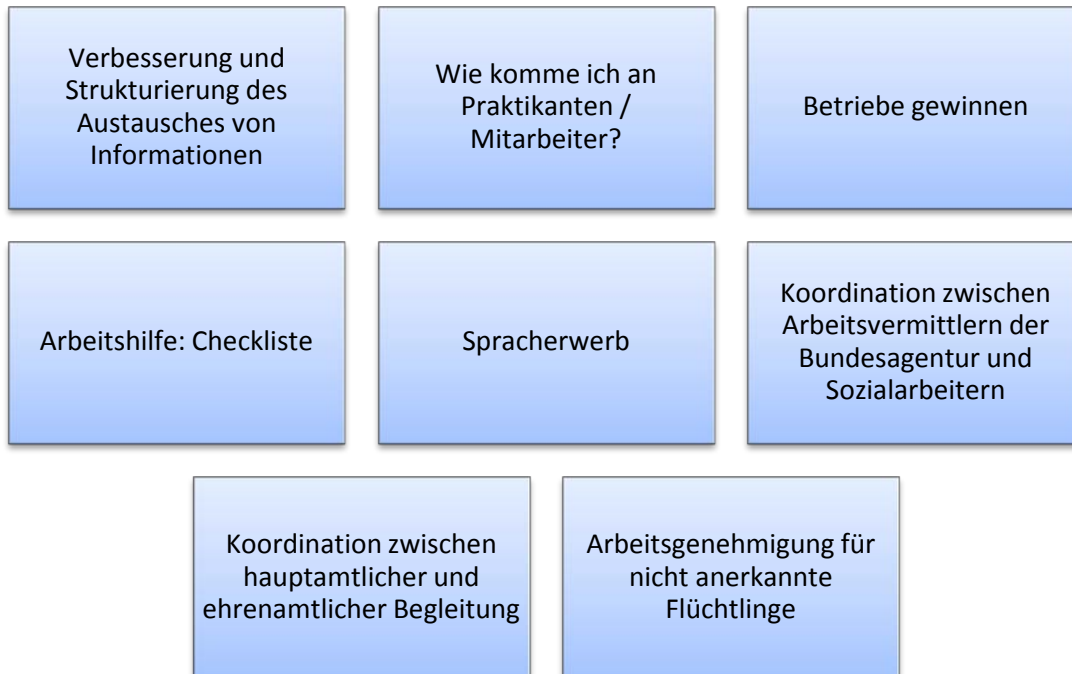 Verbesserung und
Strukturierung des
Austausches von
Informationen
Wie komme ich an
Praktikanten /
Mitarbeiter?
Betriebe gewinnen
Arbeitshilfe: Checkliste
Spracherwerb
Koordination zwischen
Arbeitsvermittlern der
Bundesagentur und
Sozialarbeitern
Koordination zwischen
hauptamtlicher und
ehrenamtlicher Begleitung
Arbeitsgenehmigung für
nicht anerkannte
Flüchtlinge